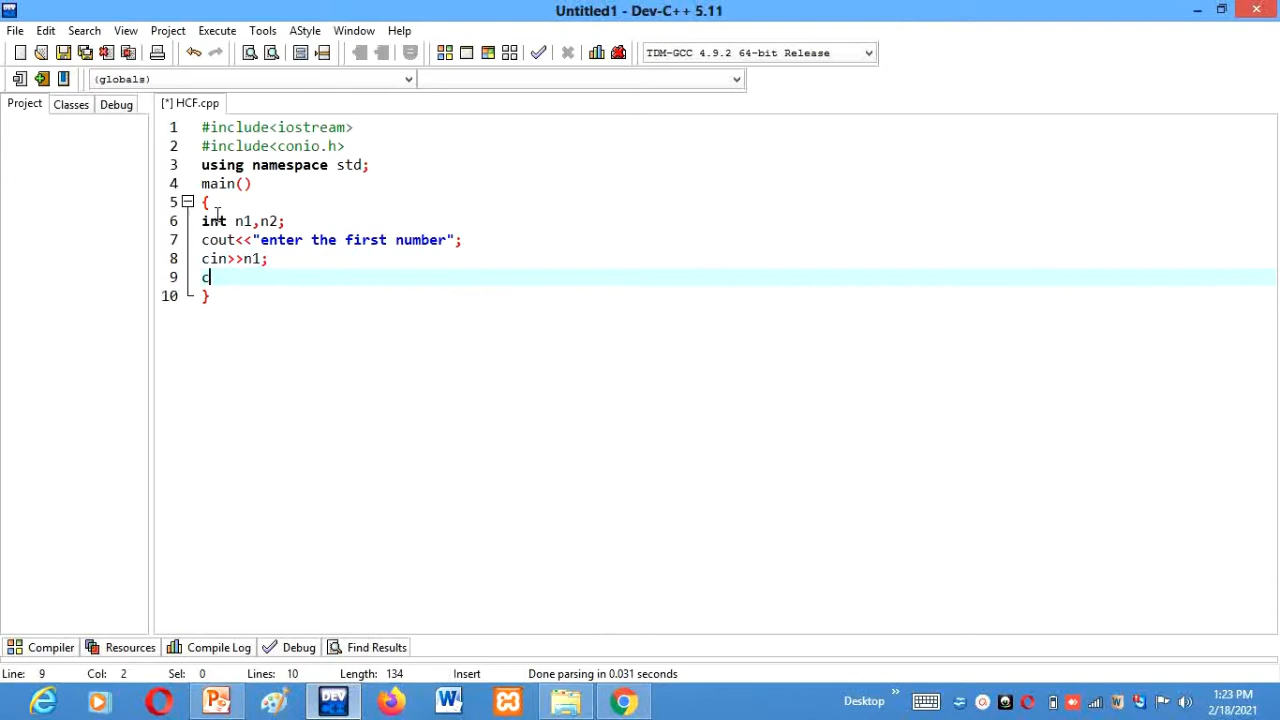 Untitled1 - Dev-C++ 5.11
File Edit Search View Project Execute Tools AStyle Window Help
TDM-GCC 4.9.2 64-bit Release
(globals)
Project Classes Debug [*] HCF.cpp
1 #include<iostream>
2 #include<conio.h>
3 using namespace std;
4 main()
5 {
6 int n1,n2;
7 cout<<"enter the first number";
8 cin>>n1;
9 c
10 }
Compiler Resources Compile Log Debug Find Results
Line: 9 Col: 2 Sel: 0 Lines: 10 Length: 134 Insert Done parsing in 0.031 seconds
DEV C++ Desktop » 1:23 PM
2/18/2021